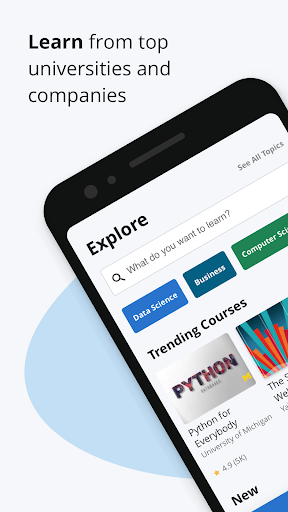 Learn from top
universities and
companies
See All Topics
Explore
What do you want to learn?
Data Science
Business
Computer Sci
Trending Courses
PYTHON
Python for
Everybody
University of Michigan
4.9 (5K)
The S
We
Ya
New